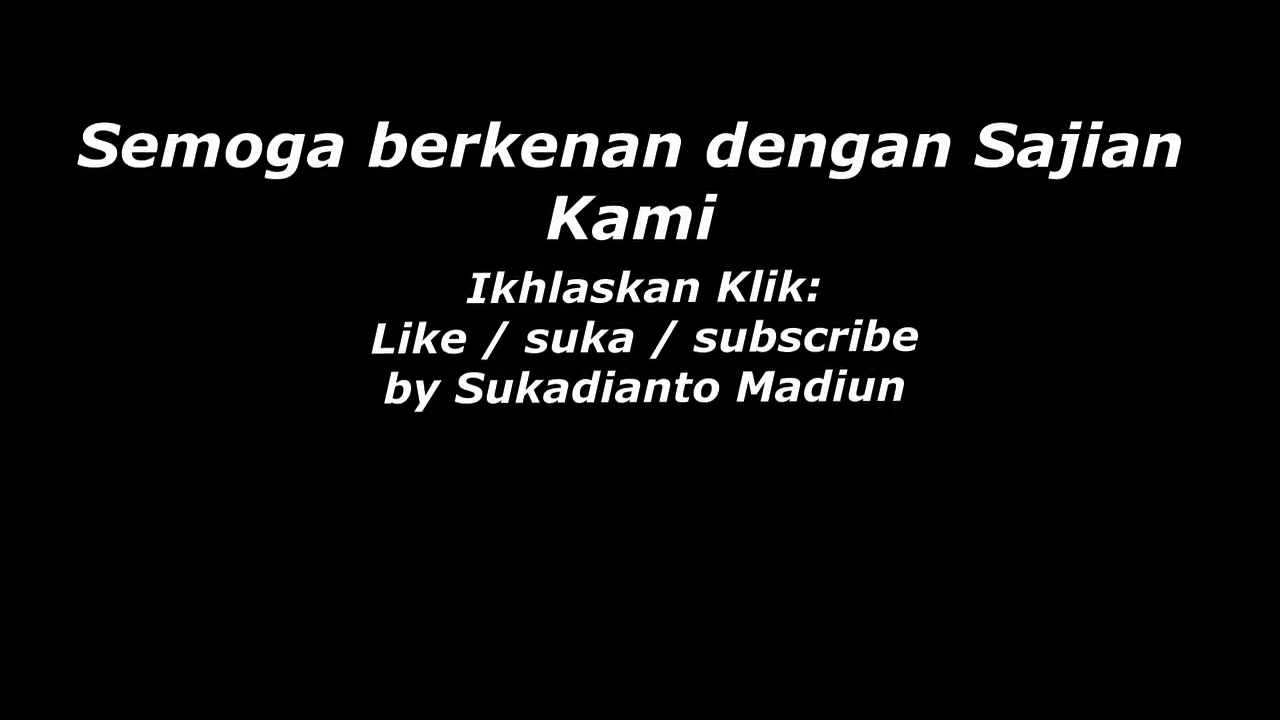 Semoga berkenan dengan Sajian
Kami
Ikhlaskan Klik:
Like / suka / subscribe
by Sukadianto Madiun